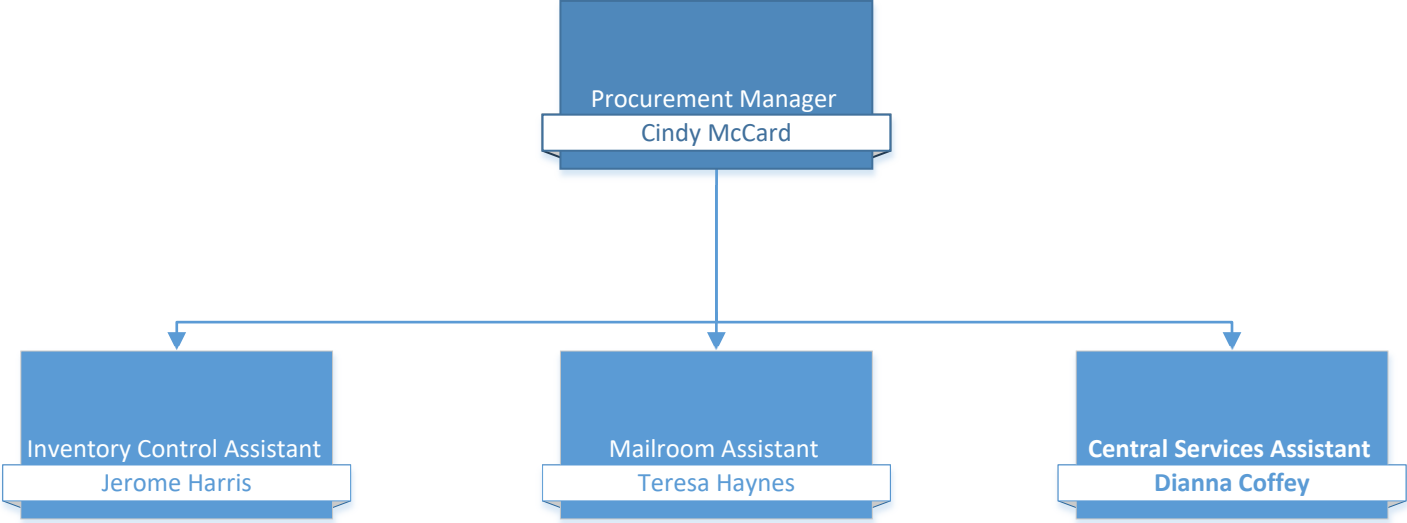 Procurement Manager
Cindy McCard
Inventory Control Assistant
Jerome Harris
Mailroom Assistant
Teresa Haynes
Central Services Assistant
Dianna Coffey